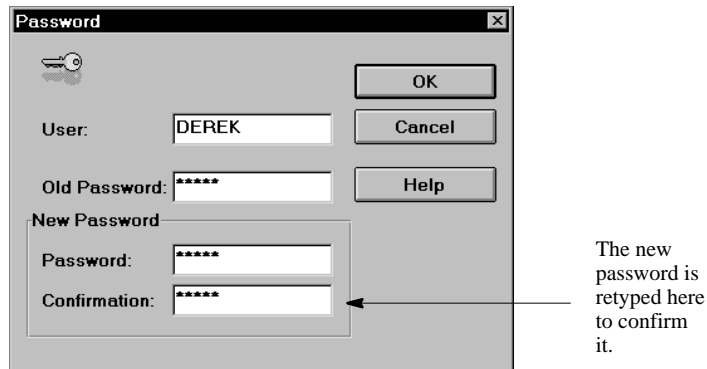 Password
OK
User: DEREK
Cancel
Old Password: *****
Help
New Password
Password: *****
Confirmation: *****
The new
password is
retyped here
to confirm
it.